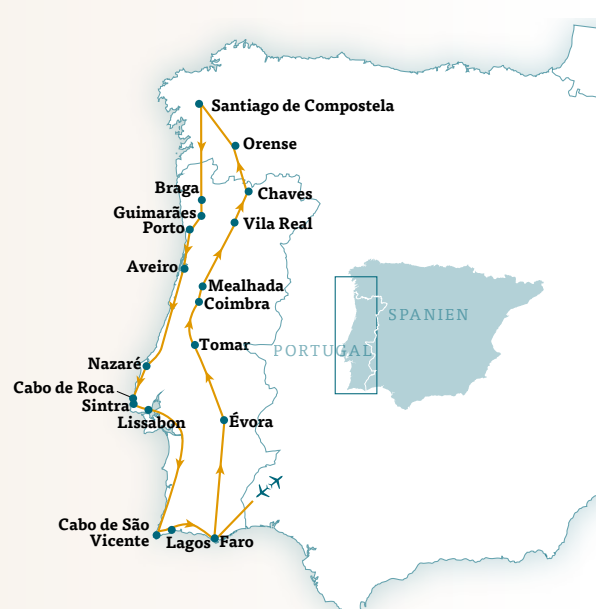 Santiago de Compostela
Orense
Braga
Chaves
Guimarães
Porto
Vila Real
Aveiro
Mealhada
Coimbra
SPANIEN
Tomar
PORTUGAL
Nazaré
Cabo de Roca
Sintra
Lissabon
Évora
Cabo de São
Vicente
Lagos
Faro